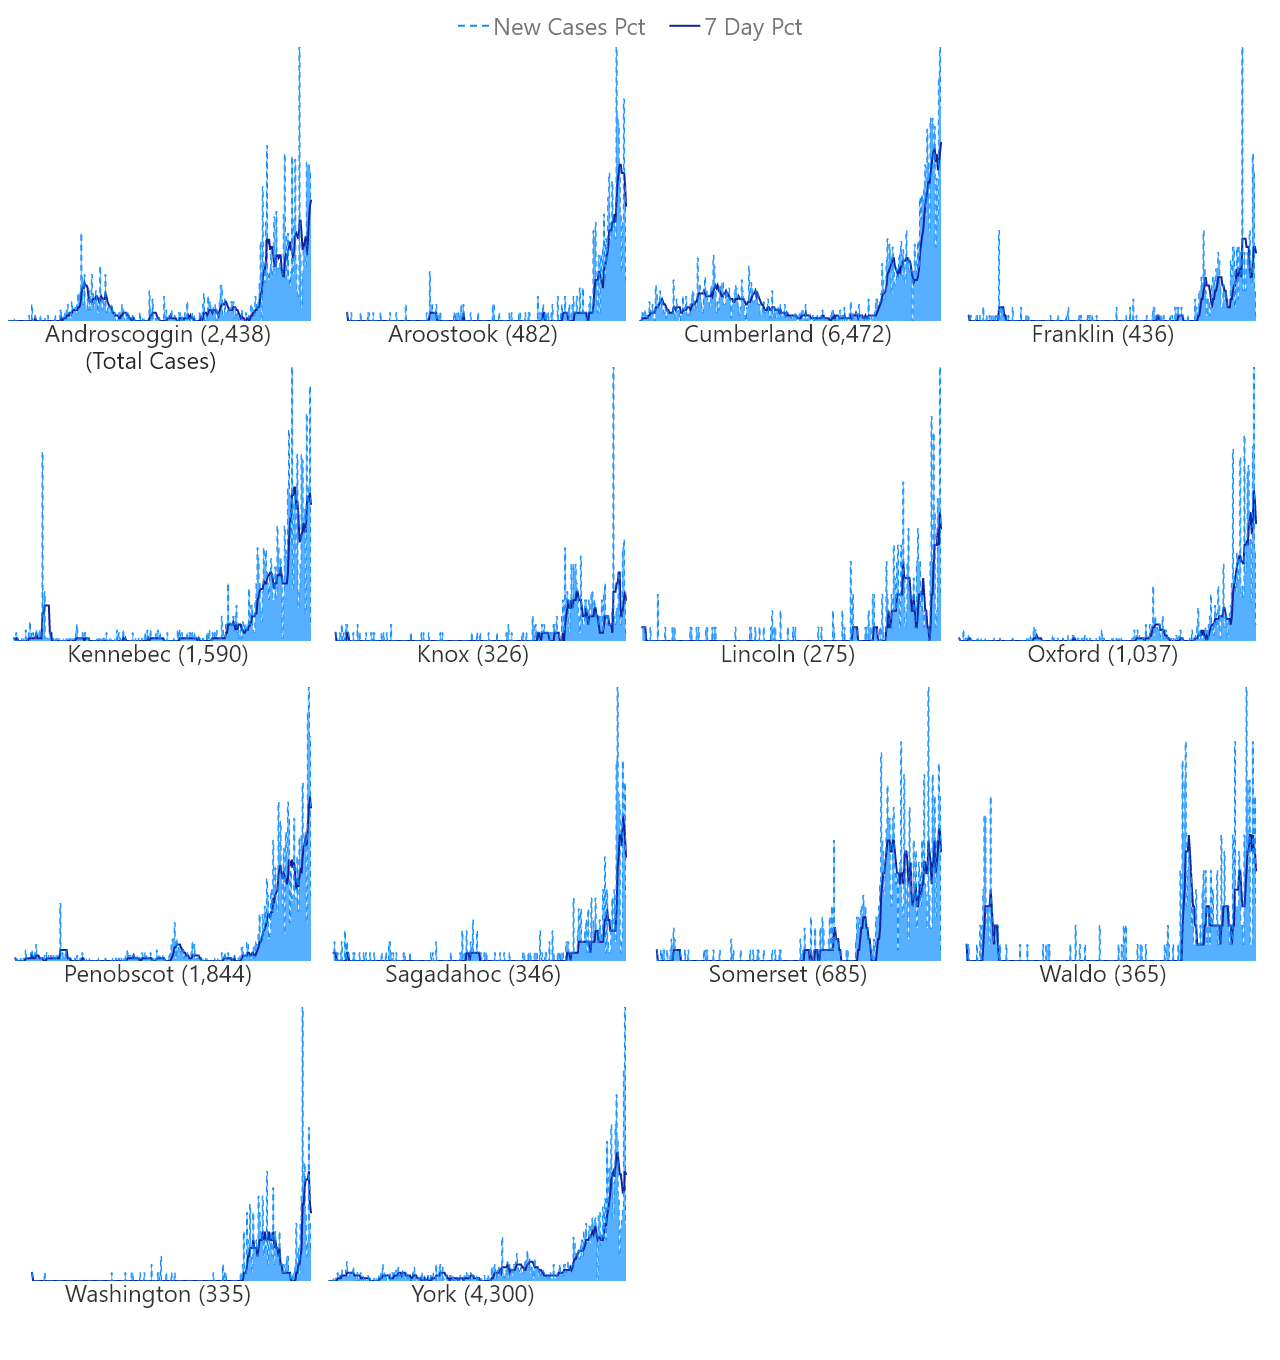 New Cases Pct 7 Day Pct
Androscoggin (2,438)
(Total Cases)
Aroostook (482)
Cumberland (6,472)
Franklin (436)
Kennebec (1,590)
Knox (326)
Lincoln (275)
Oxford (1,037)
Penobscot (1,844)
Sagadahoc (346)
Somerset (685)
Waldo (365)
Washington (335)
York (4,300)